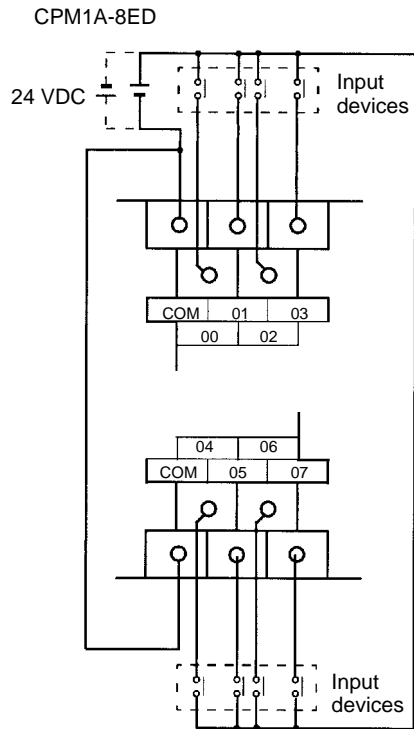 CPM1A-8ED
24 VDC
Input
devices
COM 01 03
00 02
04 06
COM 05 07
Input
devices